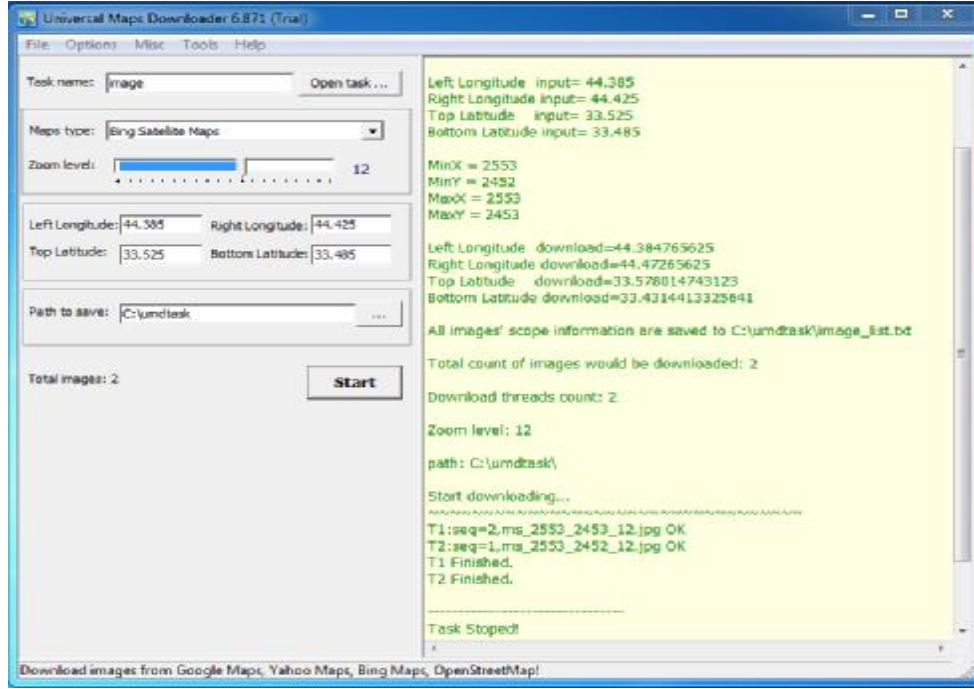 Universal Maps Downloader 6.871 (Trial)
File Options Misc Tools Help
Task name: image Open task ...
Maps type: Bing Satellite Maps
Zoom level: 12
Left Longitude: 44.385 Right Longitude: 44.425
Top Latitude: 33.525 Bottom Latitude: 33.485
Path to save: C:\umdtask ...
Total images: 2 Start
Left Longitude input= 44.385
Right Longitude input= 44.425
Top Latitude input= 33.525
Bottom Latitude input= 33.485
MinX = 2553
MinY = 2452
MaxX = 2553
MaxY = 2453
Left Longitude download=44.384765625
Right Longitude download=44.47265625
Top Latitude download=33.578014743123
Bottom Latitude download=33.4314413325641
All images' scope information are saved to C:\umdtask\image_list.txt
Total count of images would be downloaded: 2
Download threads count: 2
Zoom level: 12
path: C:\umdtask\
Start downloading...
T1:seq=2,ms_2553_2453_12.jpg OK
T2:seq=1,ms_2553_2452_12.jpg OK
T1 Finished.
T2 Finished.
Task Stoped!
Download images from Google Maps, Yahoo Maps, Bing Maps, OpenStreetMap!